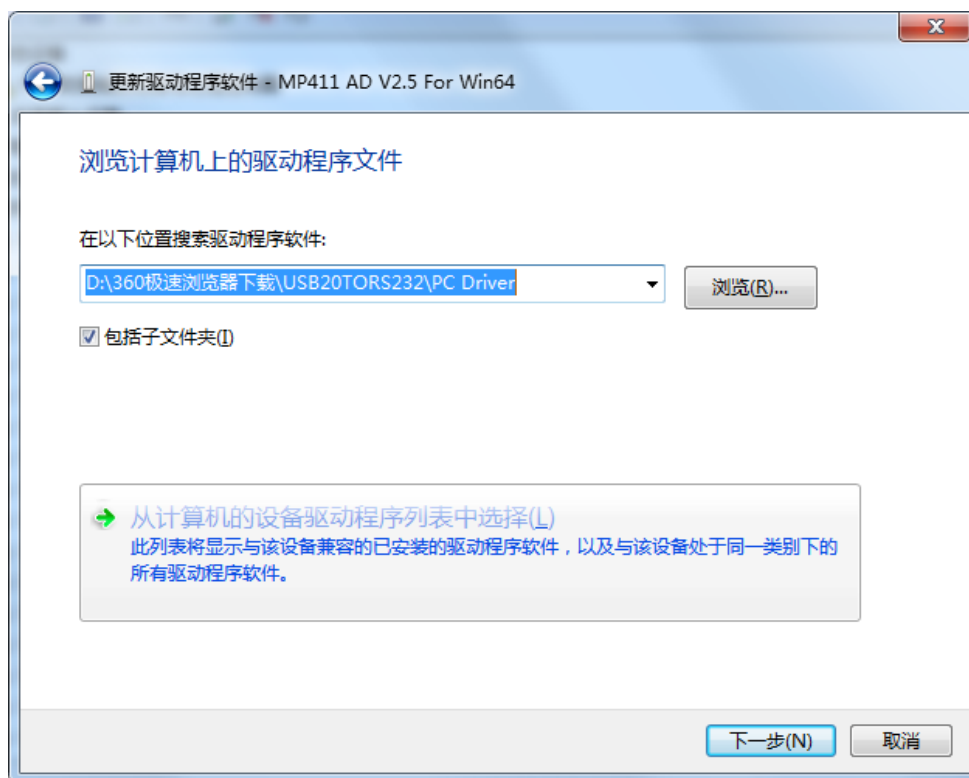 更新驱动程序软件 - MP411 AD V2.5 For Win64
浏览计算机上的驱动程序文件
在以下位置搜索驱动程序软件:
D:\360极速浏览器下载\USB20TORS232\PC Driver
浏览(R)...
包括子文件夹(I)
从计算机的设备驱动程序列表中选择(L)
此列表将显示与该设备兼容的已安装的驱动程序软件，以及与该设备处于同一类别下的
所有驱动程序软件。
下一步(N)
取消